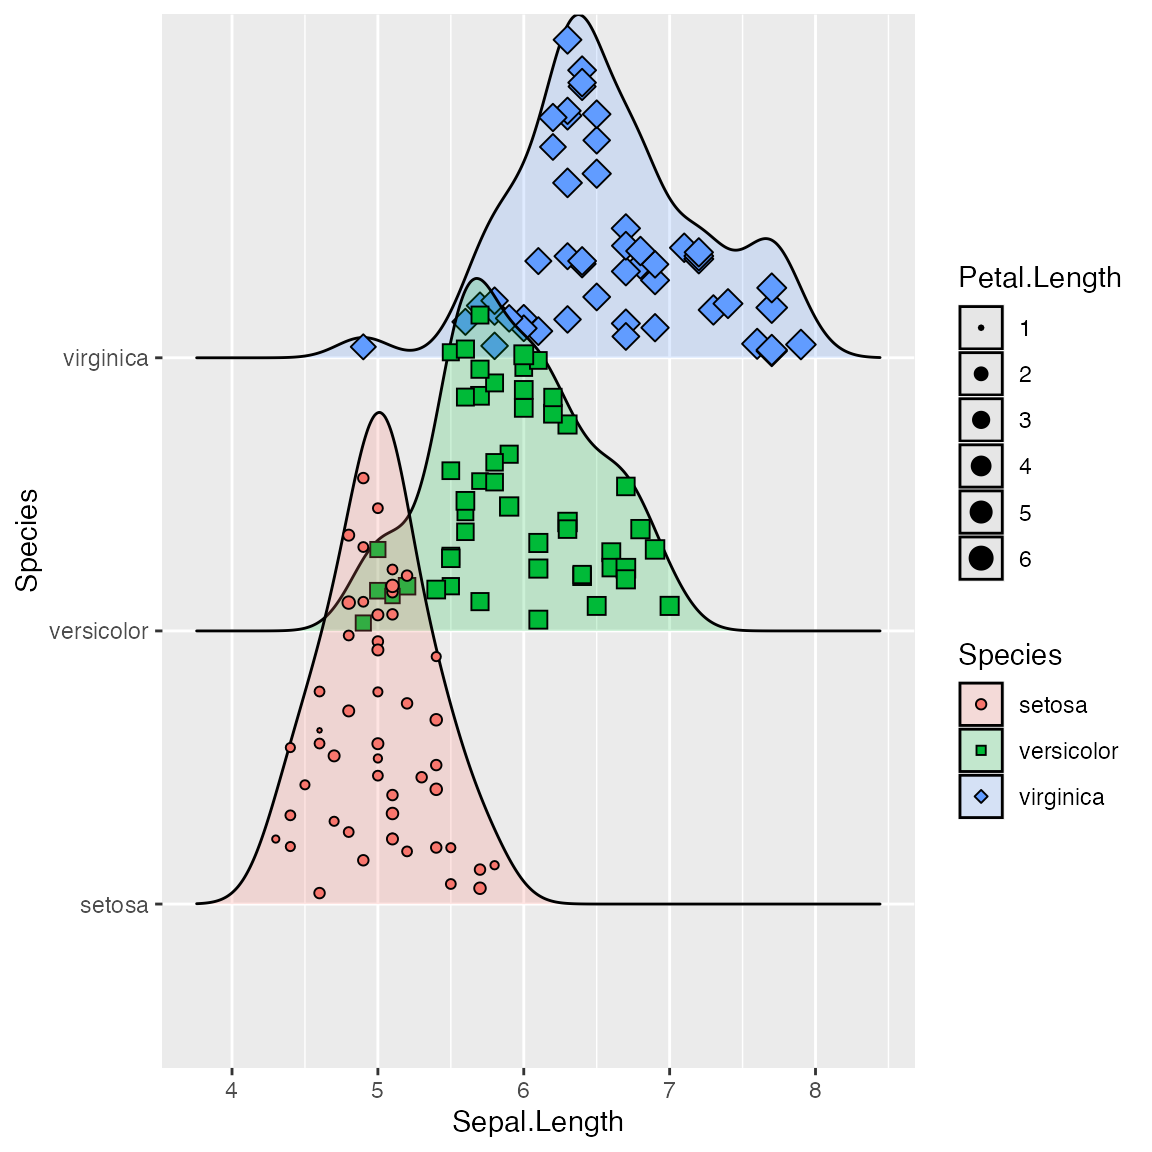 virginica
versicolor
setosa
Species
4 5 6 7 8
Sepal.Length
Petal.Length
1
2
3
4
5
6
Species
setosa
versicolor
virginica